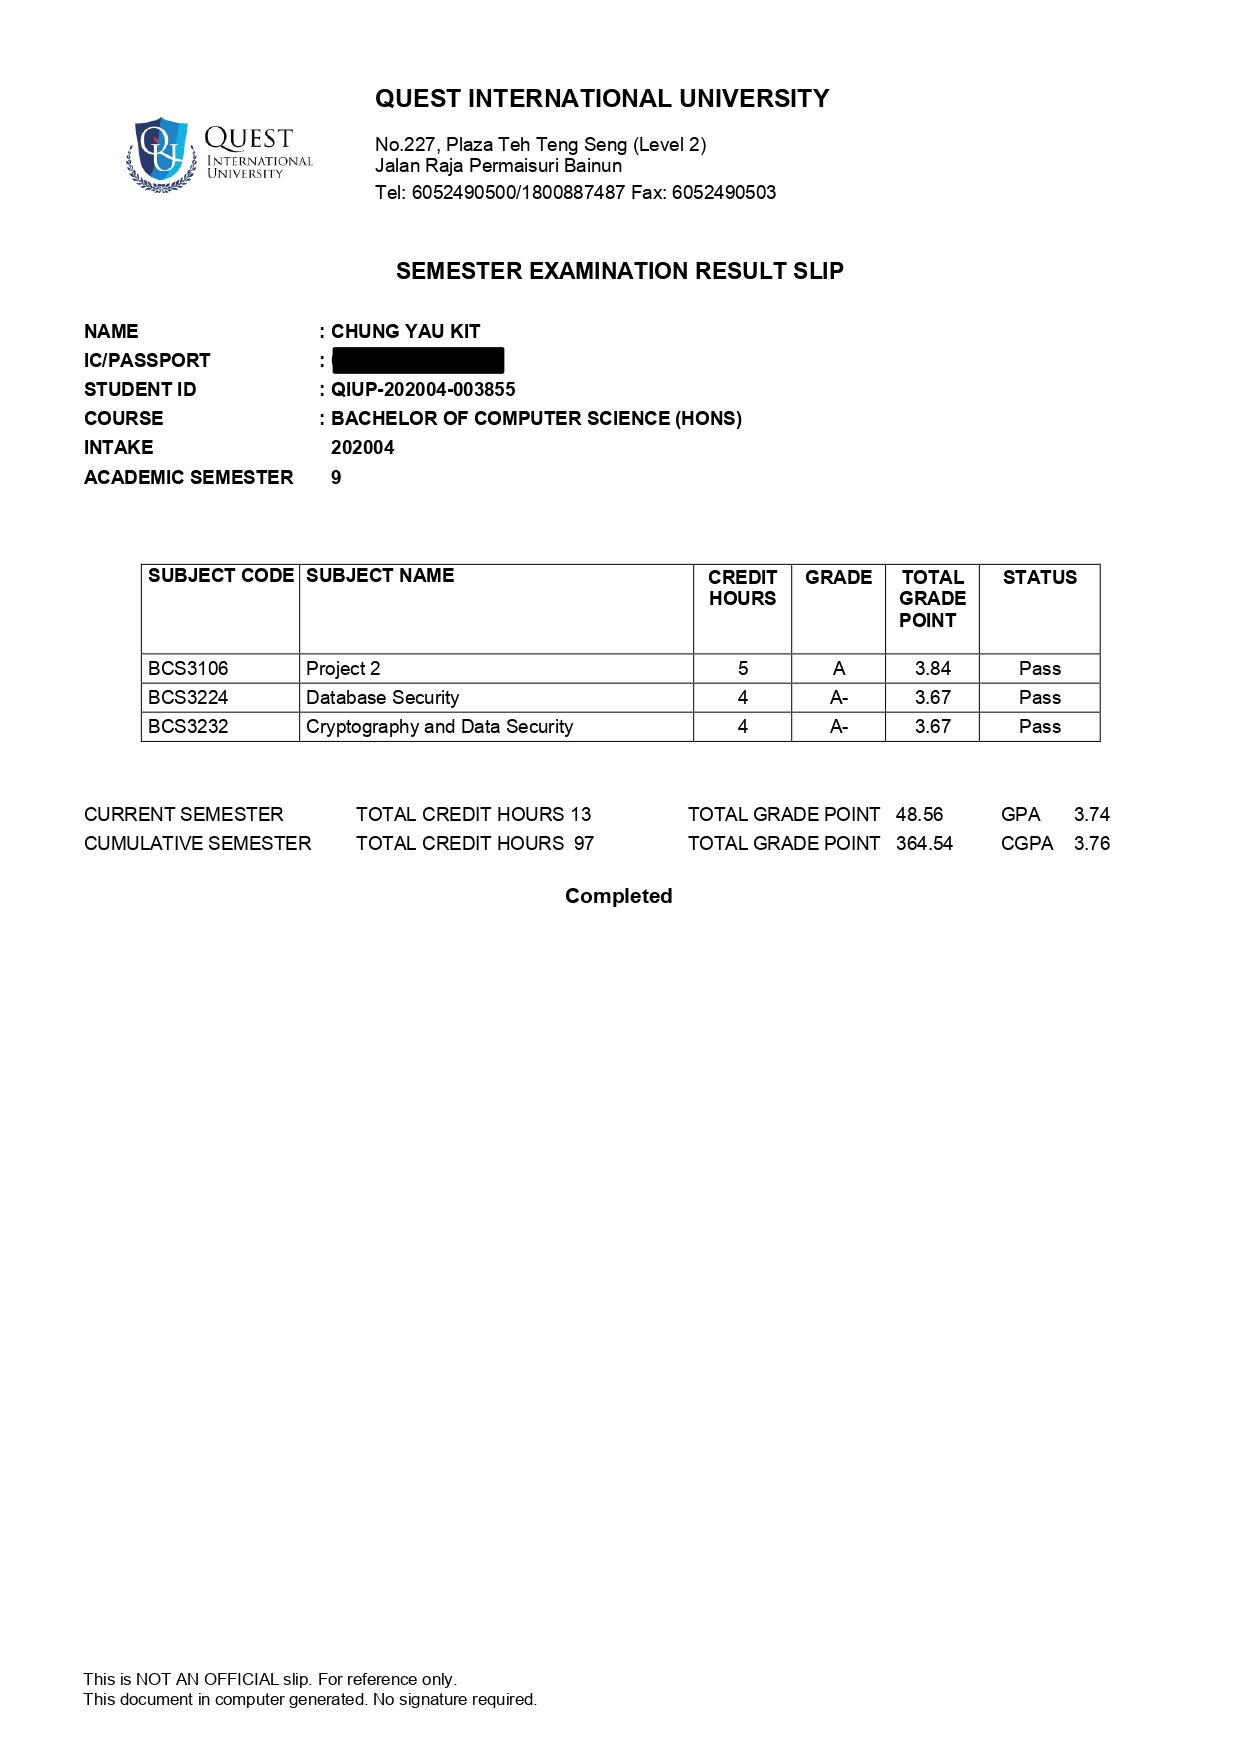 QUEST INTERNATIONAL UNIVERSITY
QUEST
INTERNATIONAL
UNIVERSITY
No.227, Plaza Teh Teng Seng (Level 2)
Jalan Raja Permaisuri Bainun
Tel: 6052490500/1800887487 Fax: 6052490503
SEMESTER EXAMINATION RESULT SLIP
NAME : CHUNG YAU KIT
IC/PASSPORT :
STUDENT ID : QIUP-202004-003855
COURSE : BACHELOR OF COMPUTER SCIENCE (HONS)
INTAKE 202004
ACADEMIC SEMESTER 9
SUBJECT CODE SUBJECT NAME CREDIT HOURS GRADE TOTAL GRADE POINT STATUS
BCS3106 Project 2 5 A 3.84 Pass
BCS3224 Database Security 4 A- 3.67 Pass
BCS3232 Cryptography and Data Security 4 A- 3.67 Pass
CURRENT SEMESTER TOTAL CREDIT HOURS 13 TOTAL GRADE POINT 48.56 GPA 3.74
CUMULATIVE SEMESTER TOTAL CREDIT HOURS 97 TOTAL GRADE POINT 364.54 CGPA 3.76
Completed
This is NOT AN OFFICIAL slip. For reference only.
This document in computer generated. No signature required.